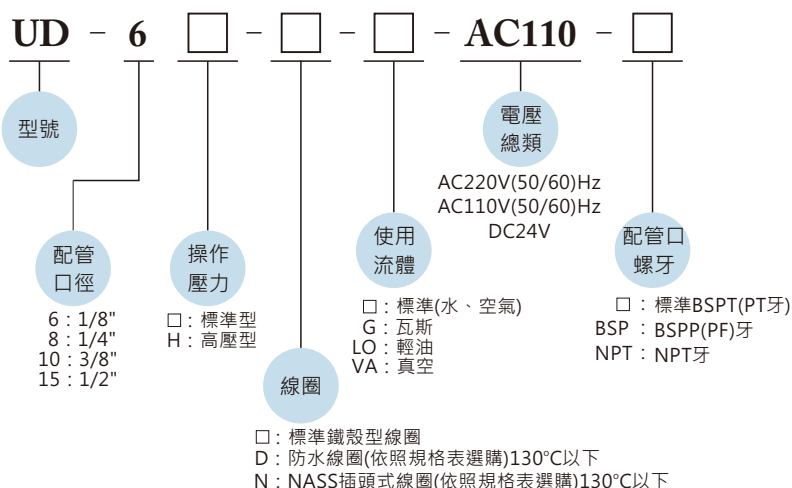 UD - 6 □ - □ - □ - AC110 - □
型號
配管
口徑
6 : 1/8"
8 : 1/4"
10 : 3/8"
15 : 1/2"
操作
壓力
□ : 標準型
H : 高壓型
線圈
□ : 標準鐵殼型線圈
D : 防水線圈(依照規格表選購)130°C以下
N : NASS插頭式線圈(依照規格表選購)130°C以下
使用
流體
□ : 標準(水、空氣)
G : 瓦斯
LO : 輕油
VA : 真空
電壓
總類
AC220V(50/60)Hz
AC110V(50/60)Hz
DC24V
配管口
螺牙
□ : 標準BSPT(PT牙)
BSP : BSPP(PF)牙
NPT : NPT牙